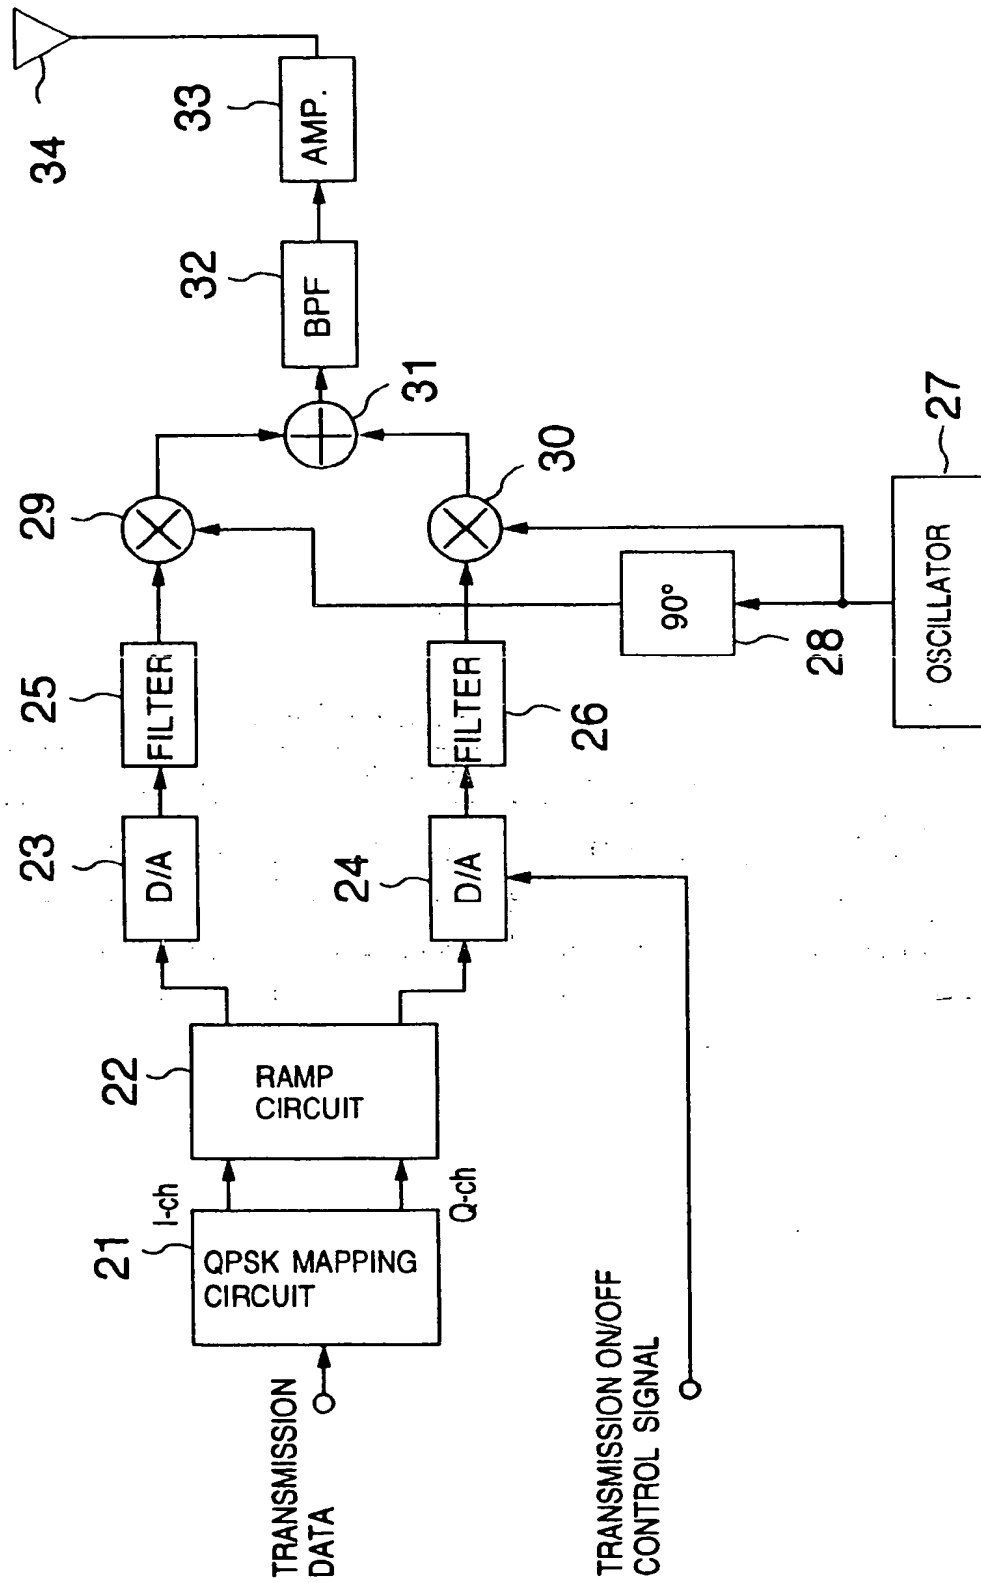 TRANSMISSION
DATA
21
QPSK MAPPING
CIRCUIT
I-ch
Q-ch
22
RAMP
CIRCUIT
23
D/A
24
D/A
TRANSMISSION ON/OFF
CONTROL SIGNAL
25
FILTER
26
FILTER
29
30
28
90°
27
OSCILLATOR
31
32
BPF
33
AMP.
34